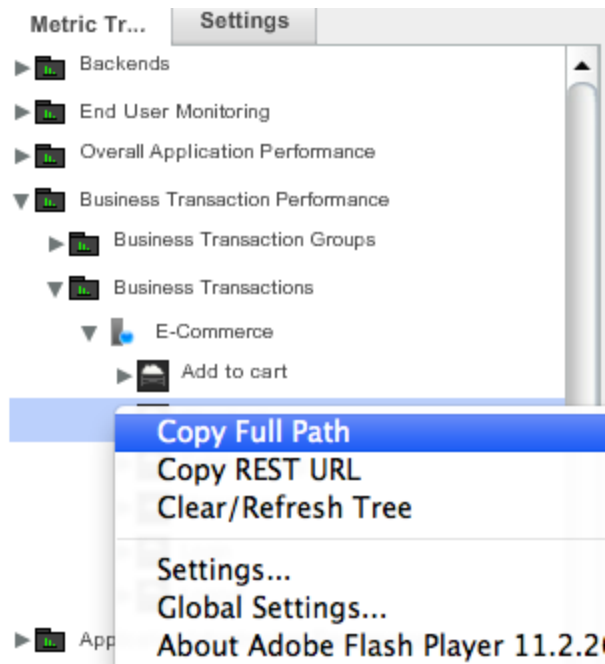 Metric Tr...
Settings
Backends
End User Monitoring
Overall Application Performance
Business Transaction Performance
Business Transaction Groups
Business Transactions
E-Commerce
Add to cart
Copy Full Path
Copy REST URL
Clear/Refresh Tree
Settings...
Global Settings...
App
About Adobe Flash Player 11.2.2